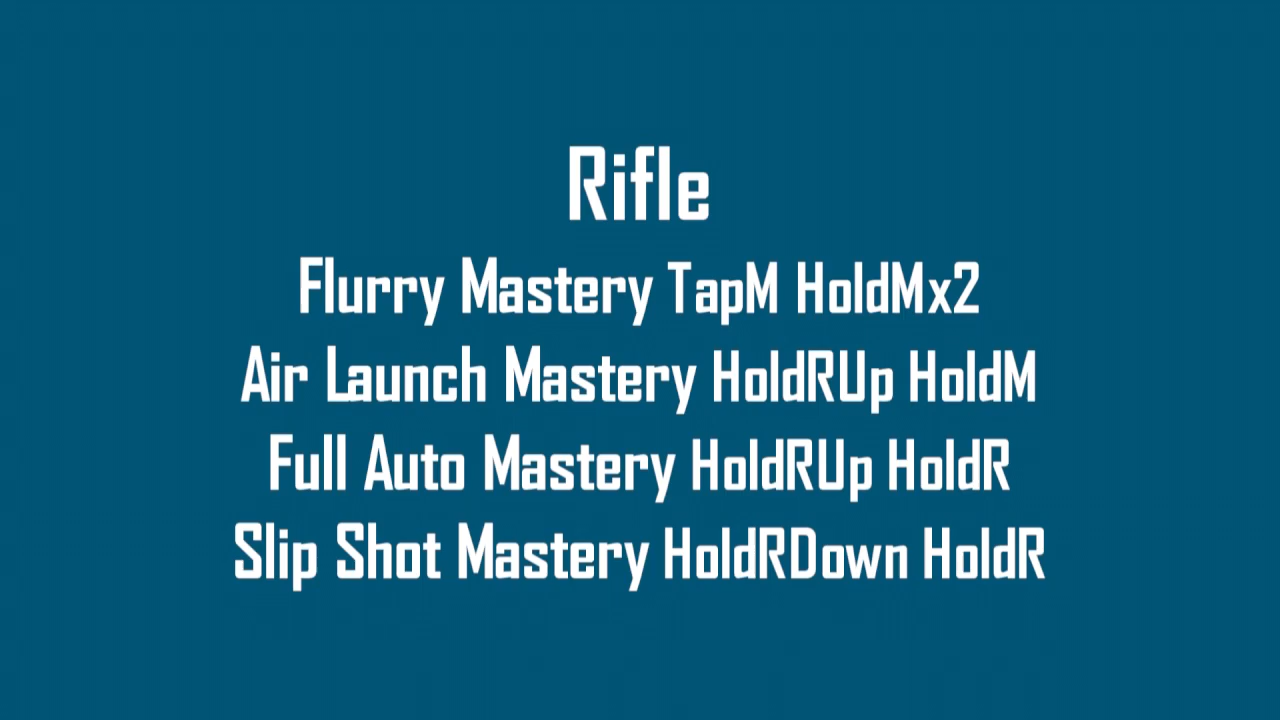 Rifle
Flurry Mastery TapM HoldMx2
Air Launch Mastery HoldRUp HoldM
Full Auto Mastery HoldRUp HoldR
Slip Shot Mastery HoldRDown HoldR